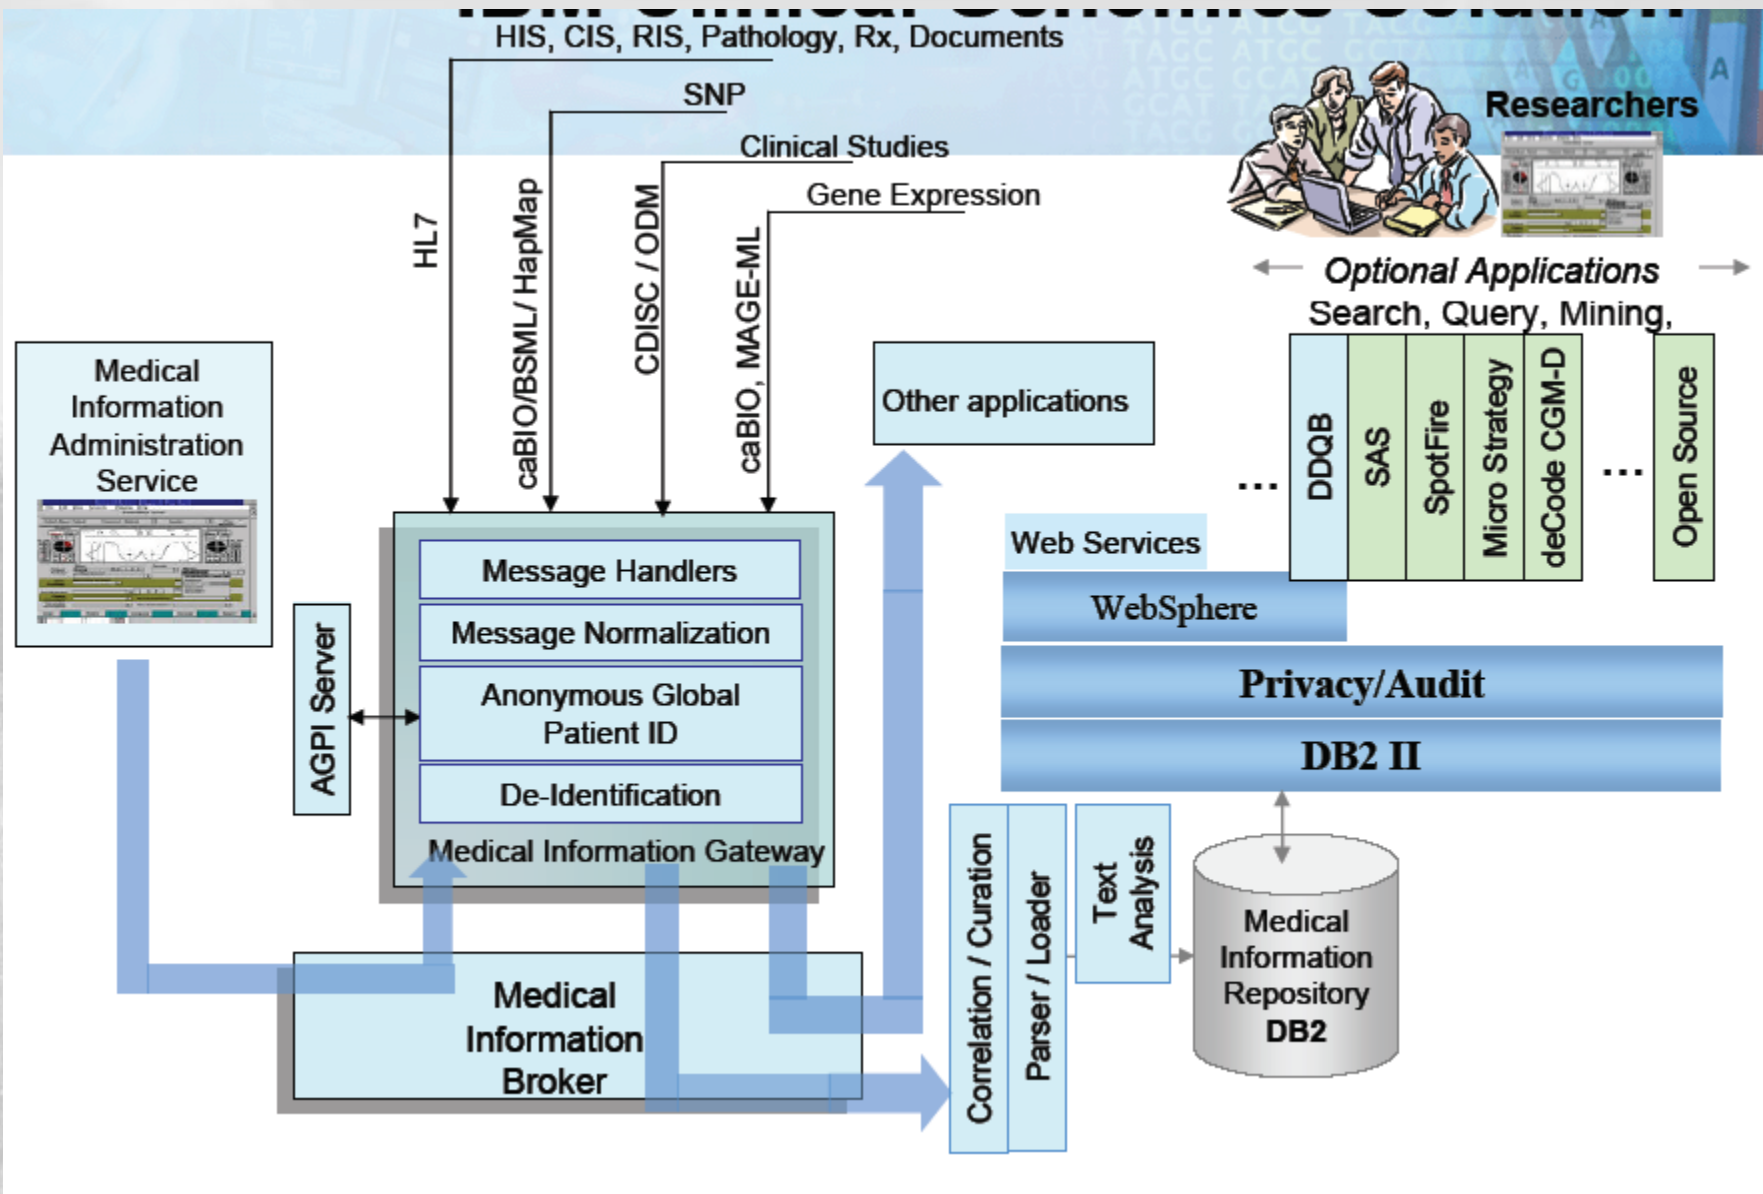 IBM Clinical Genomics Solution
HIS, CIS, RIS, Pathology, Rx, Documents
SNP
Clinical Studies
Gene Expression
HL7
caBIO/BSML/ HapMap
CDISC / ODM
caBIO, MAGE-ML
Researchers
Optional Applications
Search, Query, Mining,
Medical
Information
Administration
Service
Other applications
...
DDQB
SAS
SpotFire
Micro Strategy
deCode CGM-D
...
Open Source
Web Services
WebSphere
Privacy/Audit
DB2 II
AGPI Server
Message Handlers
Message Normalization
Anonymous Global
Patient ID
De-Identification
Medical Information Gateway
Medical
Information
Broker
Correlation / Curation
Parser / Loader
Text
Analysis
Medical
Information
Repository
DB2